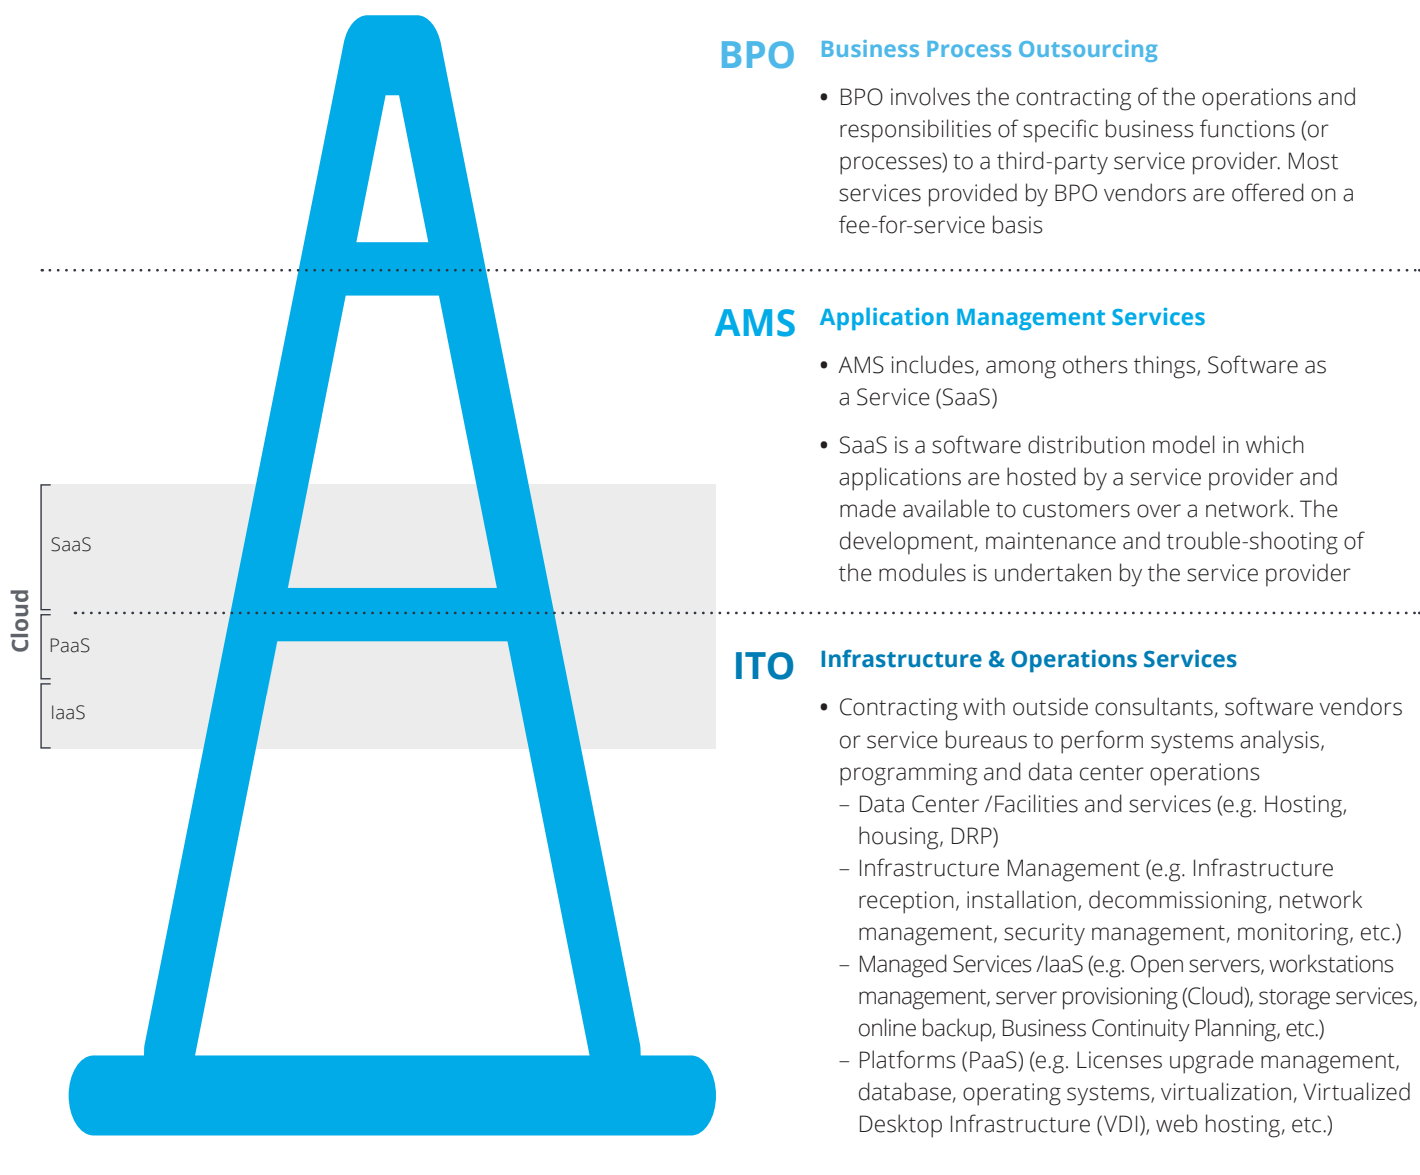 BPO
Business Process Outsourcing
• BPO involves the contracting of the operations and
responsibilities of specific business functions (or
processes) to a third-party service provider. Most
services provided by BPO vendors are offered on a
fee-for-service basis
AMS
Application Management Services
• AMS includes, among others things, Software as
a Service (SaaS)
• SaaS is a software distribution model in which
applications are hosted by a service provider and
made available to customers over a network. The
development, maintenance and trouble-shooting of
the modules is undertaken by the service provider
Cloud
SaaS
PaaS
IaaS
ITO
Infrastructure & Operations Services
• Contracting with outside consultants, software vendors
or service bureaus to perform systems analysis,
programming and data center operations
– Data Center /Facilities and services (e.g. Hosting,
housing, DRP)
– Infrastructure Management (e.g. Infrastructure
reception, installation, decommissioning, network
management, security management, monitoring, etc.)
– Managed Services /IaaS (e.g. Open servers, workstations
management, server provisioning (Cloud), storage services,
online backup, Business Continuity Planning, etc.)
– Platforms (PaaS) (e.g. Licenses upgrade management,
database, operating systems, virtualization, Virtualized
Desktop Infrastructure (VDI), web hosting, etc.)